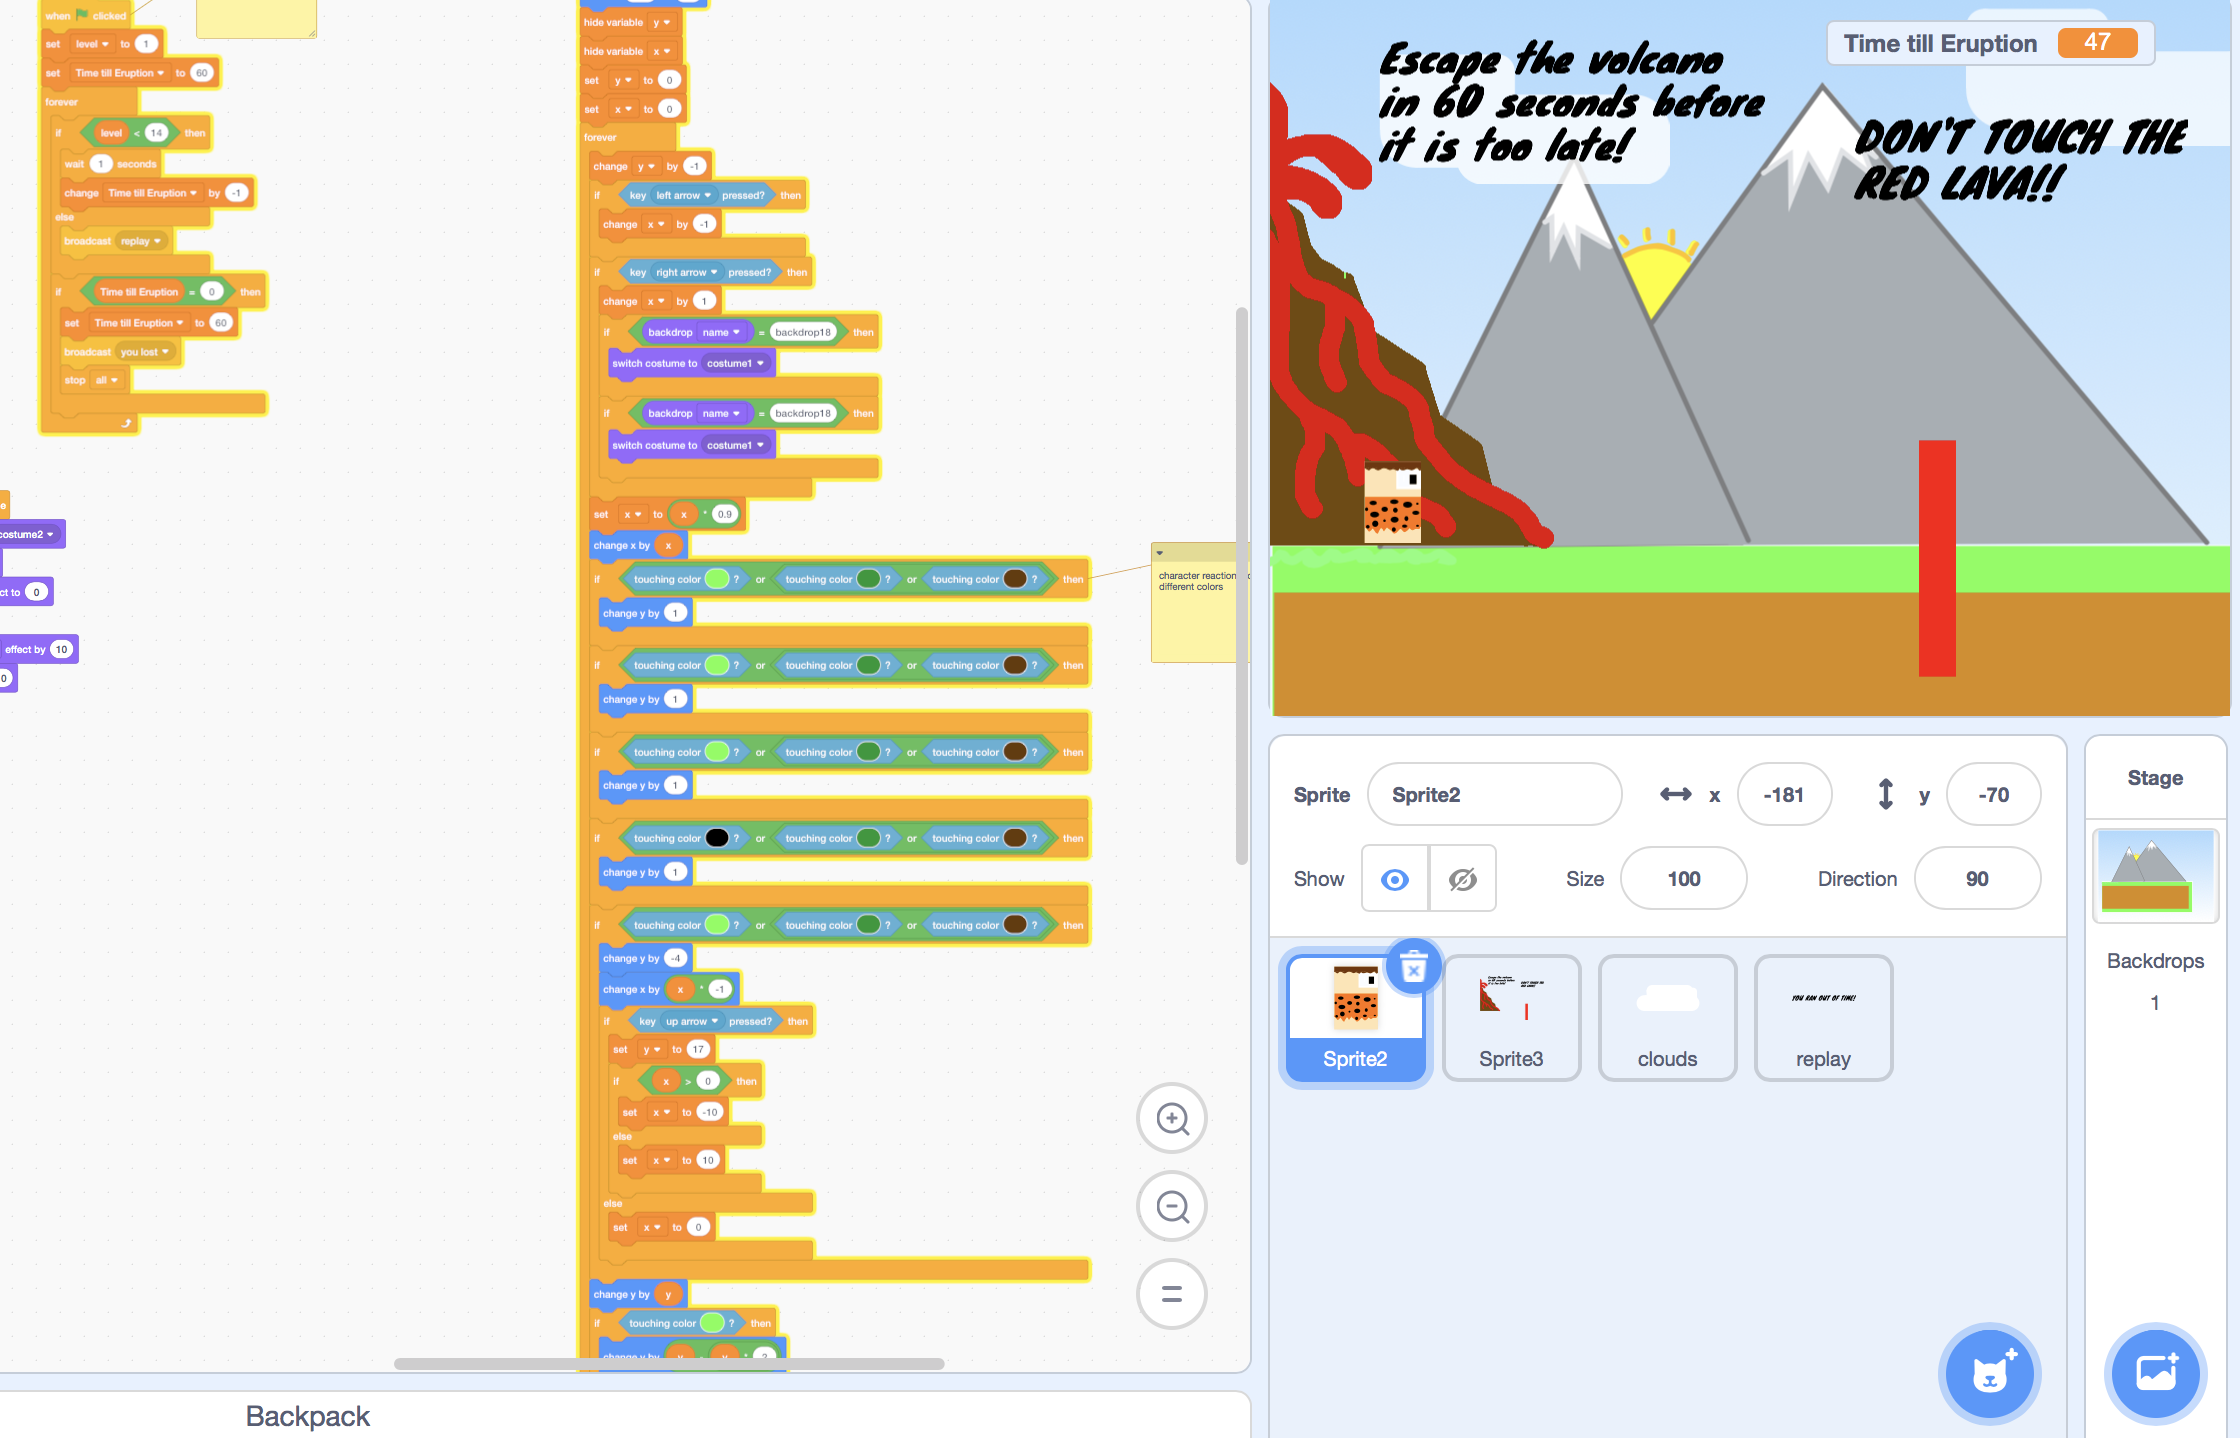 when clicked
set level to 1
set Time till Eruption to 60
forever
if level < 14 then
wait 1 seconds
change Time till Eruption by -1
else
broadcast replay
if Time till Eruption = 0 then
set Time till Eruption to 60
broadcast you lost
stop all
e
costume2
ct to 0
effect by 10
0
hide variable y
hide variable x
set y to 0
set x to 0
forever
change y by -1
if key left arrow pressed? then
change x by -1
if key right arrow pressed? then
change x by 1
if backdrop name = backdrop18 then
switch costume to costume1
if backdrop name = backdrop18 then
switch costume to costume1
set x to x * 0.9
change x by x
if touching color ? or touching color ? or touching color ? then
change y by 1
if touching color ? or touching color ? or touching color ? then
change y by 1
if touching color ? or touching color ? or touching color ? then
change y by 1
if touching color ? or touching color ? or touching color ? then
change y by 1
if touching color ? or touching color ? or touching color ? then
change y by -4
change x by x * -1
if key up arrow pressed? then
set y to 17
if x > 0 then
set x to -10
else
set x to 10
else
set x to 0
change y by y
if touching color ? then
change y by
character reaction
different colors
Backpack
Time till Eruption 47
Escape the volcano
in 60 seconds before
it is too late!
DON'T TOUCH THE
RED LAVA!!
Sprite Sprite2 x -181 y -70
Show Size 100 Direction 90
Sprite2
Sprite3
clouds
YOU RAN OUT OF TIME!
replay
Stage
Backdrops
1